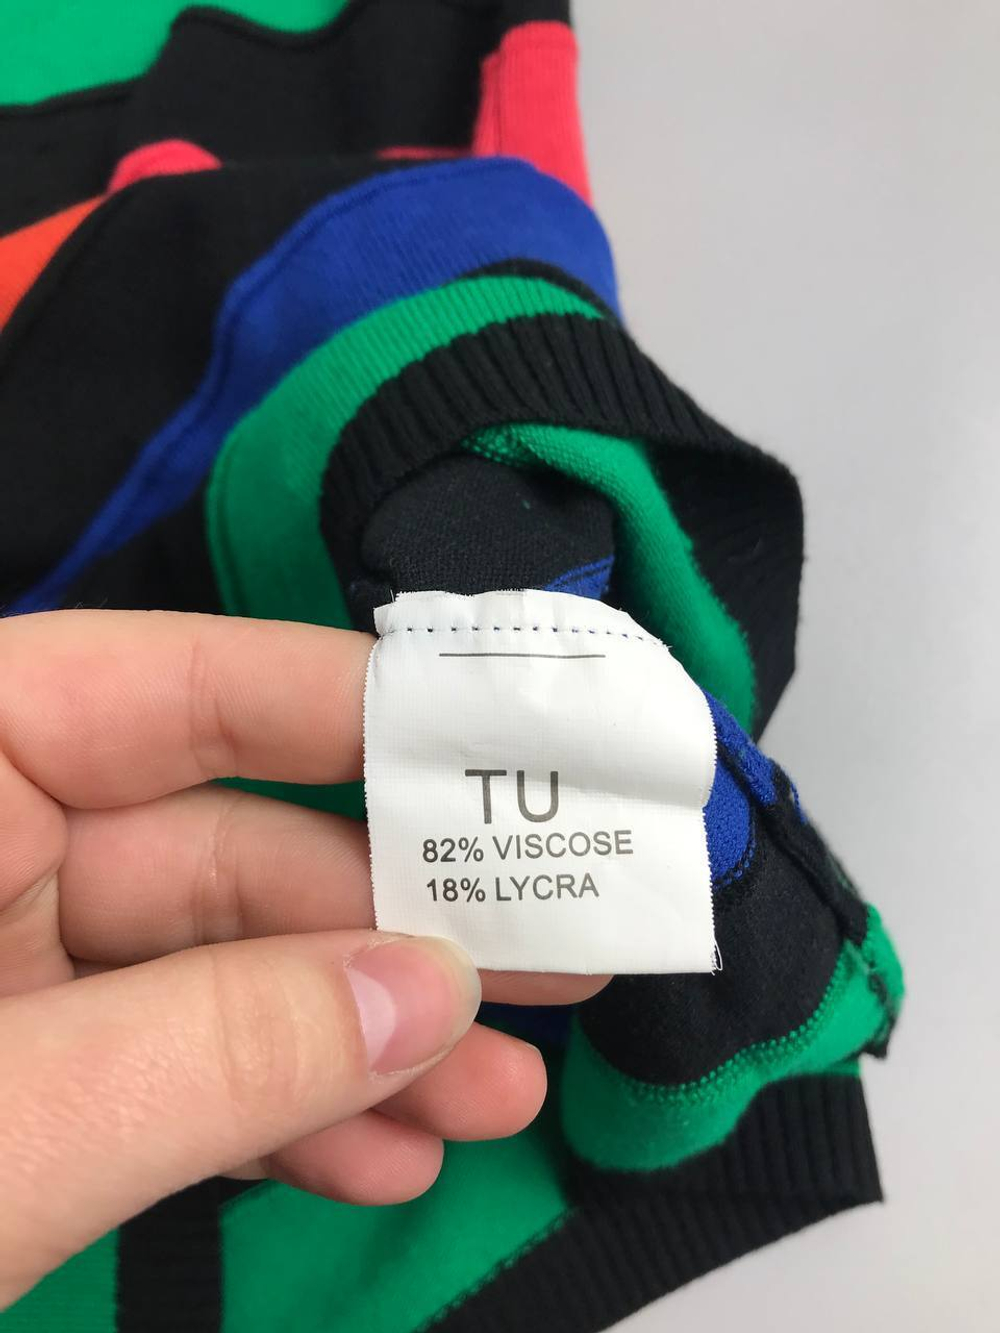 TU
82% VISCOSE
18% LYCRA